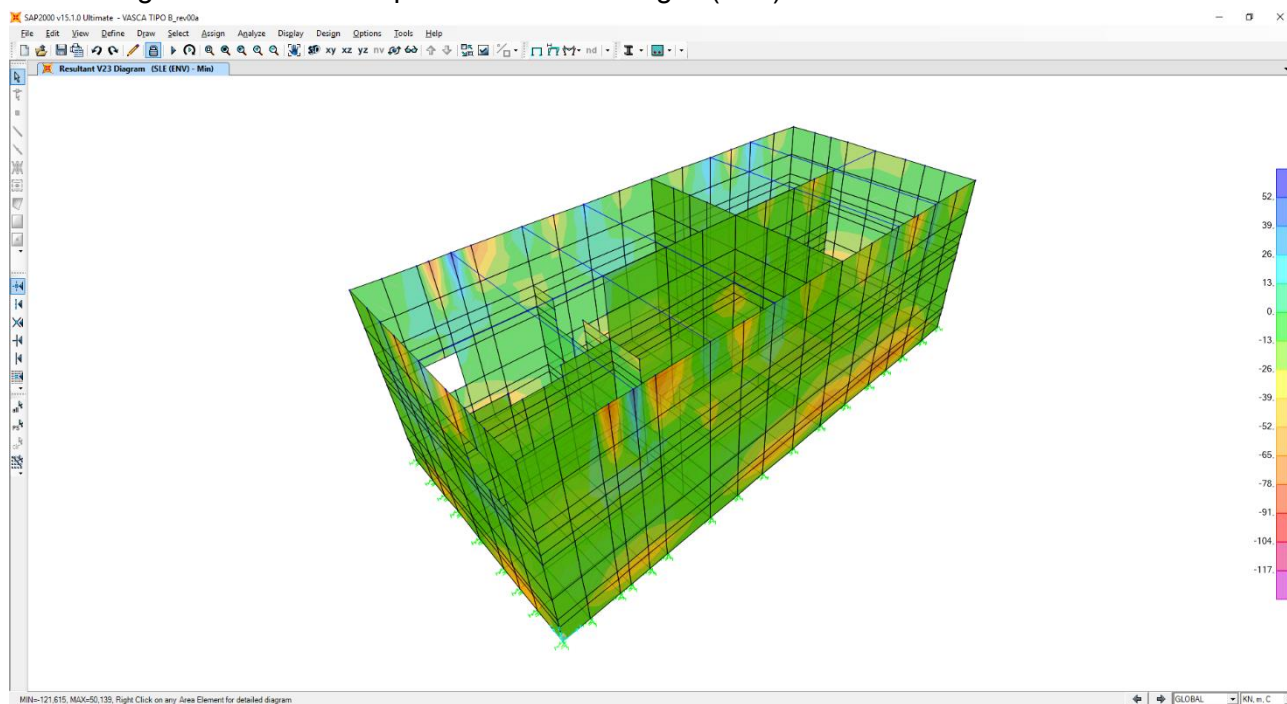 SAP2000 v15.1.0 Ultimate - VASCA TIPO B_rev00a
File Edit View Define Draw Select Assign Analyze Display Design Options Tools Help
xy xz yz nv nd
Resultant V23 Diagram (SLE (ENV) - Min)
52,
39,
26,
13,
0,
-13,
-26,
-39,
-52,
-65,
-78,
-91,
-104,
-117,
MIN=-121,615, MAX=50,139, Right Click on any Area Element for detailed diagram
GLOBAL
KN, m, C